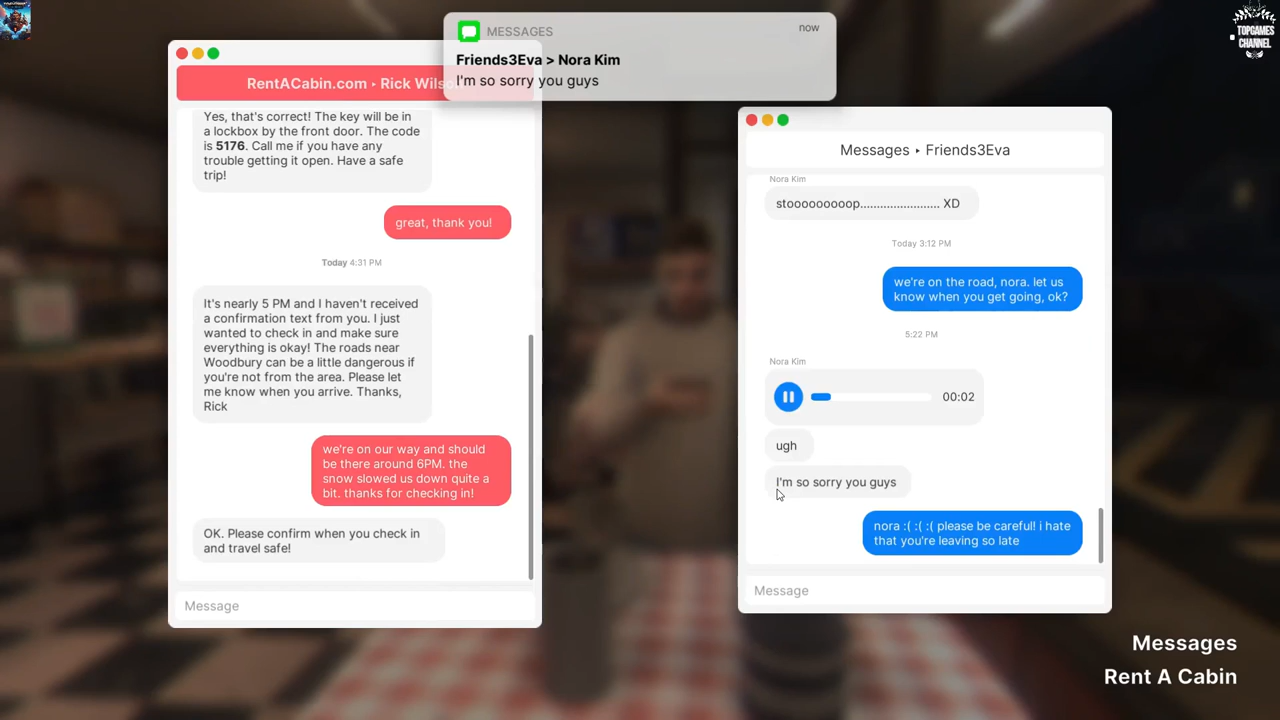 MESSAGES
now
Friends3Eva > Nora Kim
I'm so sorry you guys
TOPGAMES
CHANNEL
RentACabin.com ‣ Rick Wils
Yes, that's correct! The key will be
in a lockbox by the front door. The code
is 5176. Call me if you have any
trouble getting it open. Have a safe
trip!
great, thank you!
Today 4:31 PM
It's nearly 5 PM and I haven't received
a confirmation text from you. I just
wanted to check in and make sure
everything is okay! The roads near
Woodbury can be a little dangerous if
you're not from the area. Please let
me know when you arrive. Thanks,
Rick
we're on our way and should
be there around 6PM. the
snow slowed us down quite a
bit. thanks for checking in!
OK. Please confirm when you check in
and travel safe!
Message
Messages ‣ Friends3Eva
Nora Kim
stooooooooop........................ XD
Today 3:12 PM
we're on the road, nora. let us
know when you get going, ok?
5:22 PM
Nora Kim
00:02
ugh
I'm so sorry you guys
nora :( :( :( please be careful! i hate
that you're leaving so late
Message
Messages
Rent A Cabin